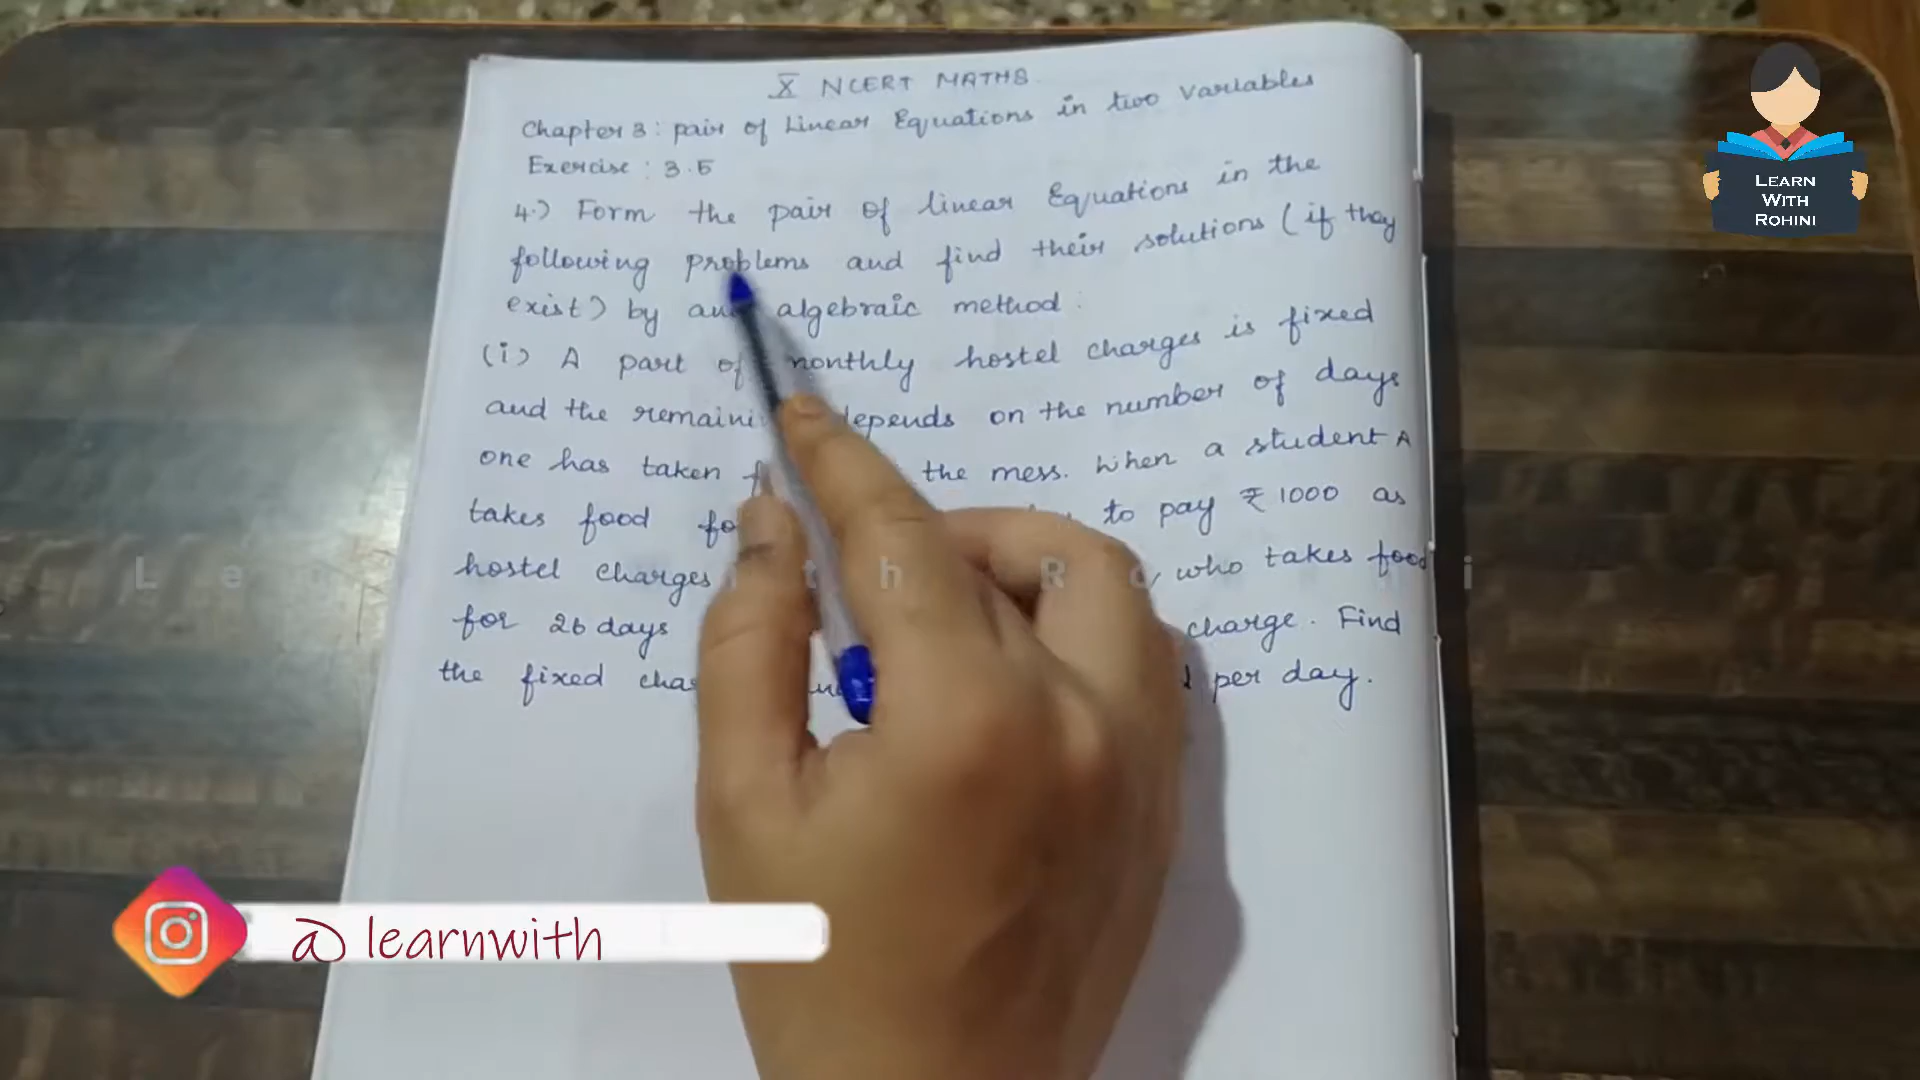 X NCERT MATHS
Chapter 3: pair of Linear Equations in two variables
Exercise: 3.5
4.) Form the pair of linear Equations in the
following problems and find their solutions (if they
exist) by algebraic method:
(i) A part of monthly hostel charges is fixed
and the depends on the number of days
one has taken the mess. When a student A
takes food to pay ₹ 1000 as
hostel charges , who takes food
for 26 days charge. Find
the fixed per day.
LEARN
WITH
ROHINI
@learnwith